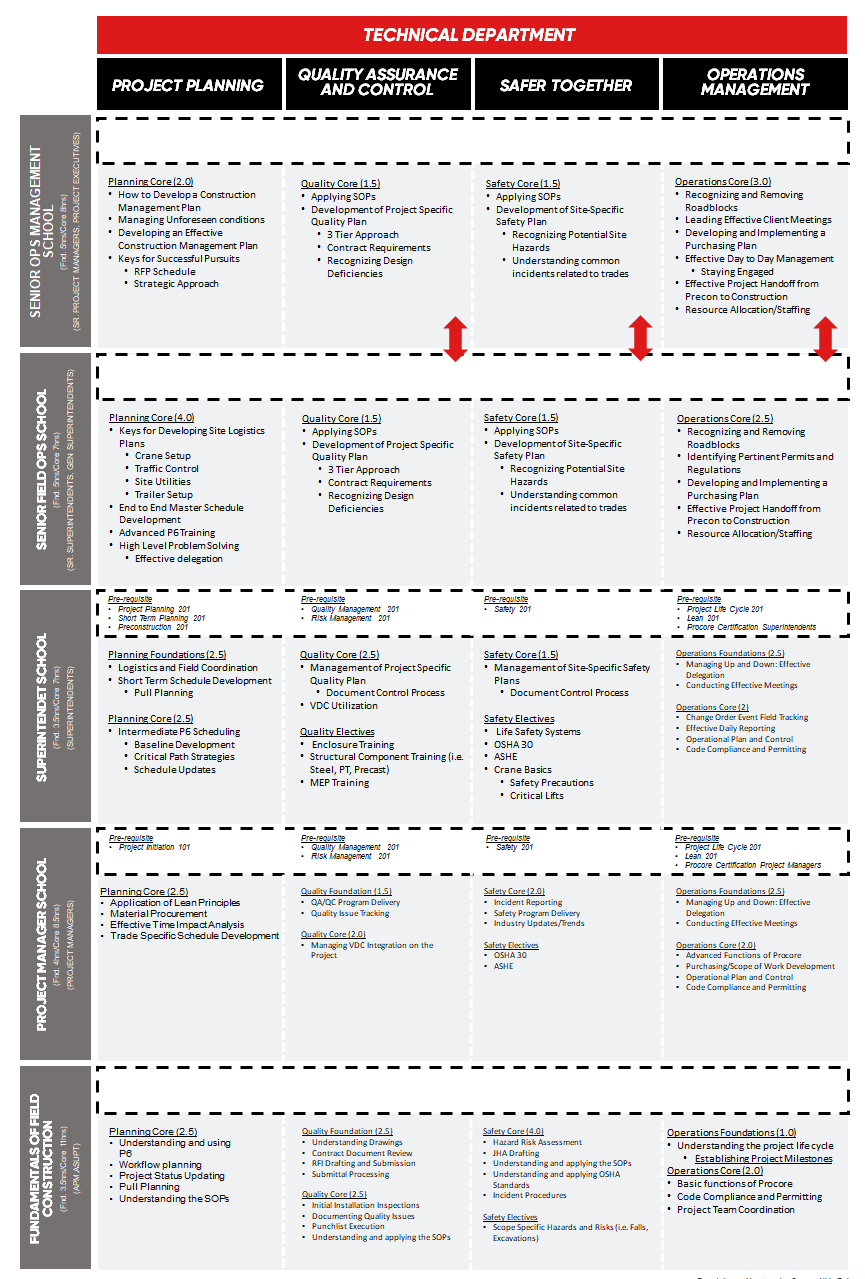 TECHNICAL DEPARTMENT
PROJECT PLANNING
QUALITY ASSURANCE
AND CONTROL
SAFER TOGETHER
OPERATIONS
MANAGEMENT
SENIOR OPS MANAGEMENT
SCHOOL
(Fnd. 5hrs/Core 8hrs)
(SR. PROJECT MANAGERS, PROJECT EXECUTIVES)
Planning Core (2.0)
• How to Develop a Construction
Management Plan
• Managing Unforeseen conditions
• Developing an Effective
Construction Management Plan
• Keys for Successful Pursuits
• RFP Schedule
• Strategic Approach
Quality Core (1.5)
• Applying SOPs
• Development of Project Specific
Quality Plan
• 3 Tier Approach
• Contract Requirements
• Recognizing Design
Deficiencies
Safety Core (1.5)
• Applying SOPs
• Development of Site-Specific
Safety Plan
• Recognizing Potential Site
Hazards
• Understanding common
incidents related to trades
Operations Core (3.0)
• Recognizing and Removing
Roadblocks
• Leading Effective Client Meetings
• Developing and Implementing a
Purchasing Plan
• Effective Day to Day Management
• Staying Engaged
• Effective Project Handoff from
Precon to Construction
• Resource Allocation/Staffing
SENIOR FIELD OPS SCHOOL
(Fnd. 5hrs/Core 7hrs)
(SR. SUPERINTENDENTS, GEN SUPERINTENDENTS)
Planning Core (4.0)
• Keys for Developing Site Logistics
Plans
• Crane Setup
• Traffic Control
• Site Utilities
• Trailer Setup
• End to End Master Schedule
Development
• Advanced P6 Training
• High Level Problem Solving
• Effective delegation
Quality Core (1.5)
• Applying SOPs
• Development of Project Specific
Quality Plan
• 3 Tier Approach
• Contract Requirements
• Recognizing Design
Deficiencies
Safety Core (1.5)
• Applying SOPs
• Development of Site-Specific
Safety Plan
• Recognizing Potential Site
Hazards
• Understanding common
incidents related to trades
Operations Core (2.5)
• Recognizing and Removing
Roadblocks
• Identifying Pertinent Permits and
Regulations
• Developing and Implementing a
Purchasing Plan
• Effective Project Handoff from
Precon to Construction
• Resource Allocation/Staffing
SUPERINTENDET SCHOOL
(Fnd. 3.5hrs/Core 7hrs)
(SUPERINTENDENTS)
Pre-requisite
• Project Planning 201
• Short Term Planning 201
• Preconstruction 201
Pre-requisite
• Quality Management 201
• Risk Management 201
Pre-requisite
• Safety 201
Pre-requisite
• Project Life Cycle 201
• Lean 201
• Procore Certification Superintendents
Planning Foundations (2.5)
• Logistics and Field Coordination
• Short Term Schedule Development
• Pull Planning
Planning Core (2.5)
• Intermediate P6 Scheduling
• Baseline Development
• Critical Path Strategies
• Schedule Updates
Quality Core (2.5)
• Management of Project Specific
Quality Plan
• Document Control Process
• VDC Utilization
Quality Electives
• Enclosure Training
• Structural Component Training (i.e.
Steel, PT, Precast)
• MEP Training
Safety Core (1.5)
• Management of Site-Specific Safety
Plans
• Document Control Process
Safety Electives
• Life Safety Systems
• OSHA 30
• ASHE
• Crane Basics
• Safety Precautions
• Critical Lifts
Operations Foundations (2.5)
• Managing Up and Down: Effective
Delegation
• Conducting Effective Meetings
Operations Core (2)
• Change Order Event Field Tracking
• Effective Daily Reporting
• Operational Plan and Control
• Code Compliance and Permitting
PROJECT MANAGER SCHOOL
(Fnd. 4hrs/Core 8.5hrs)
(PROJECT MANAGERS)
Pre-requisite
• Project Initiation 101
Pre-requisite
• Quality Management 201
• Risk Management 201
Pre-requisite
• Safety 201
Pre-requisite
• Project Life Cycle 201
• Lean 201
• Procore Certification Project Managers
Planning Core (2.5)
• Application of Lean Principles
• Material Procurement
• Effective Time Impact Analysis
• Trade Specific Schedule Development
Quality Foundation (1.5)
• QA/QC Program Delivery
• Quality Issue Tracking
Quality Core (2.0)
• Managing VDC Integration on the
Project
Safety Core (2.0)
• Incident Reporting
• Safety Program Delivery
• Industry Updates/Trends
Safety Electives
• OSHA 30
• ASHE
Operations Foundations (2.5)
• Managing Up and Down: Effective
Delegation
• Conducting Effective Meetings
Operations Core (2.0)
• Advanced Functions of Procore
• Purchasing/Scope of Work Development
• Operational Plan and Control
• Code Compliance and Permitting
FUNDAMENTALS OF FIELD
CONSTRUCTION
(Fnd. 3.5hrs/Core 11hrs)
(APM,ASUPT)
Planning Core (2.5)
• Understanding and using
P6
• Workflow planning
• Project Status Updating
• Pull Planning
• Understanding the SOPs
Quality Foundation (2.5)
• Understanding Drawings
• Contract Document Review
• RFI Drafting and Submission
• Submittal Processing
Quality Core (2.5)
• Initial Installation Inspections
• Documenting Quality Issues
• Punchlist Execution
• Understanding and applying the SOPs
Safety Core (4.0)
• Hazard Risk Assessment
• JHA Drafting
• Understanding and applying the SOPs
• Understanding and applying OSHA
Standards
• Incident Procedures
Safety Electives
• Scope Specific Hazards and Risks (i.e. Falls,
Excavations)
Operations Foundations (1.0)
• Understanding the project life cycle
• Establishing Project Milestones
Operations Core (2.0)
• Basic functions of Procore
• Code Compliance and Permitting
• Project Team Coordination